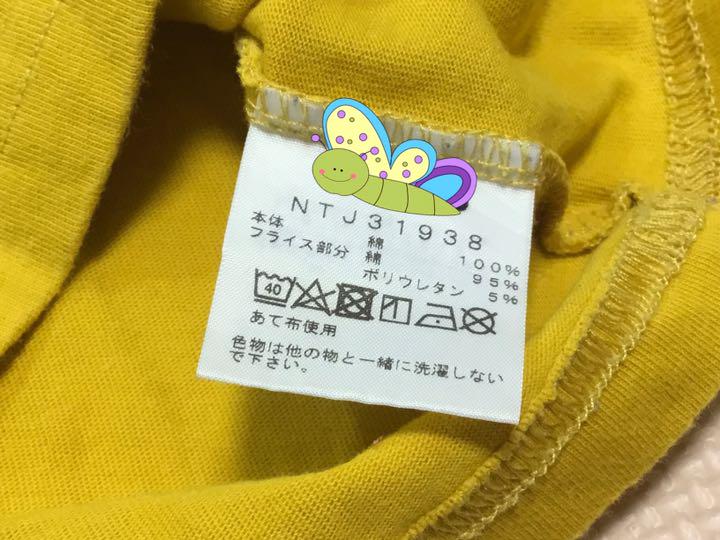 NTJ31938
本体 綿 100%
フライス部分 綿 95%
ポリウレタン 5%
40
あて布使用
色物は他の物と一緒に洗濯しない
で下さい。